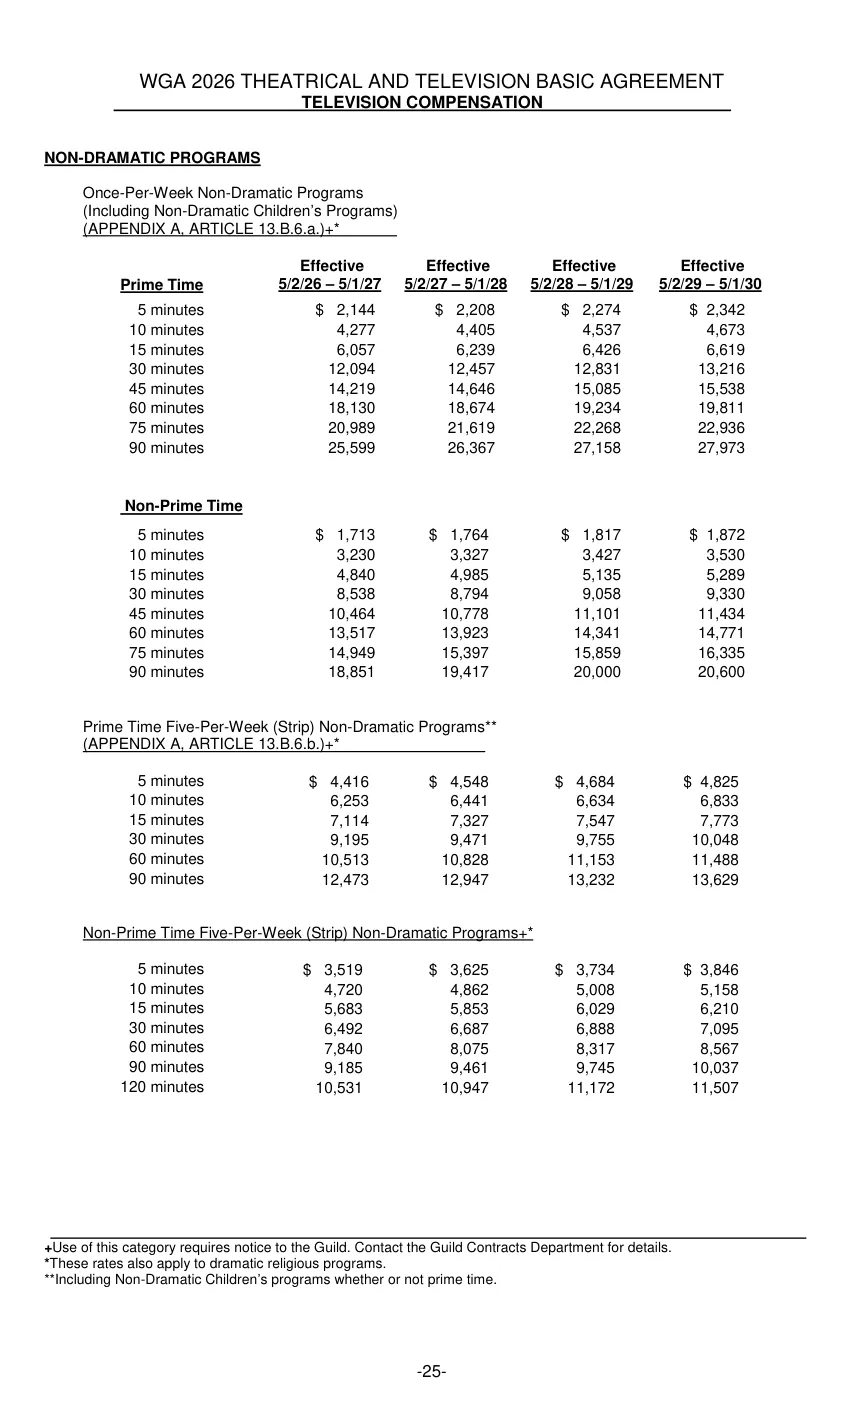 WGA 2026 THEATRICAL AND TELEVISION BASIC AGREEMENT
TELEVISION COMPENSATION
NON-DRAMATIC PROGRAMS
Once-Per-Week Non-Dramatic Programs
(Including Non-Dramatic Children's Programs)
(APPENDIX A, ARTICLE 13.B.6.a.)+*
Effective Effective Effective Effective
Prime Time 5/2/26 – 5/1/27 5/2/27 – 5/1/28 5/2/28 – 5/1/29 5/2/29 – 5/1/30
5 minutes $ 2,144 $ 2,208 $ 2,274 $ 2,342
10 minutes 4,277 4,405 4,537 4,673
15 minutes 6,057 6,239 6,426 6,619
30 minutes 12,094 12,457 12,831 13,216
45 minutes 14,219 14,646 15,085 15,538
60 minutes 18,130 18,674 19,234 19,811
75 minutes 20,989 21,619 22,268 22,936
90 minutes 25,599 26,367 27,158 27,973
Non-Prime Time
5 minutes $ 1,713 $ 1,764 $ 1,817 $ 1,872
10 minutes 3,230 3,327 3,427 3,530
15 minutes 4,840 4,985 5,135 5,289
30 minutes 8,538 8,794 9,058 9,330
45 minutes 10,464 10,778 11,101 11,434
60 minutes 13,517 13,923 14,341 14,771
75 minutes 14,949 15,397 15,859 16,335
90 minutes 18,851 19,417 20,000 20,600
Prime Time Five-Per-Week (Strip) Non-Dramatic Programs**
(APPENDIX A, ARTICLE 13.B.6.b.)+*
5 minutes $ 4,416 $ 4,548 $ 4,684 $ 4,825
10 minutes 6,253 6,441 6,634 6,833
15 minutes 7,114 7,327 7,547 7,773
30 minutes 9,195 9,471 9,755 10,048
60 minutes 10,513 10,828 11,153 11,488
90 minutes 12,473 12,947 13,232 13,629
Non-Prime Time Five-Per-Week (Strip) Non-Dramatic Programs+*
5 minutes $ 3,519 $ 3,625 $ 3,734 $ 3,846
10 minutes 4,720 4,862 5,008 5,158
15 minutes 5,683 5,853 6,029 6,210
30 minutes 6,492 6,687 6,888 7,095
60 minutes 7,840 8,075 8,317 8,567
90 minutes 9,185 9,461 9,745 10,037
120 minutes 10,531 10,947 11,172 11,507
+Use of this category requires notice to the Guild. Contact the Guild Contracts Department for details.
*These rates also apply to dramatic religious programs.
**Including Non-Dramatic Children's programs whether or not prime time.
-25-